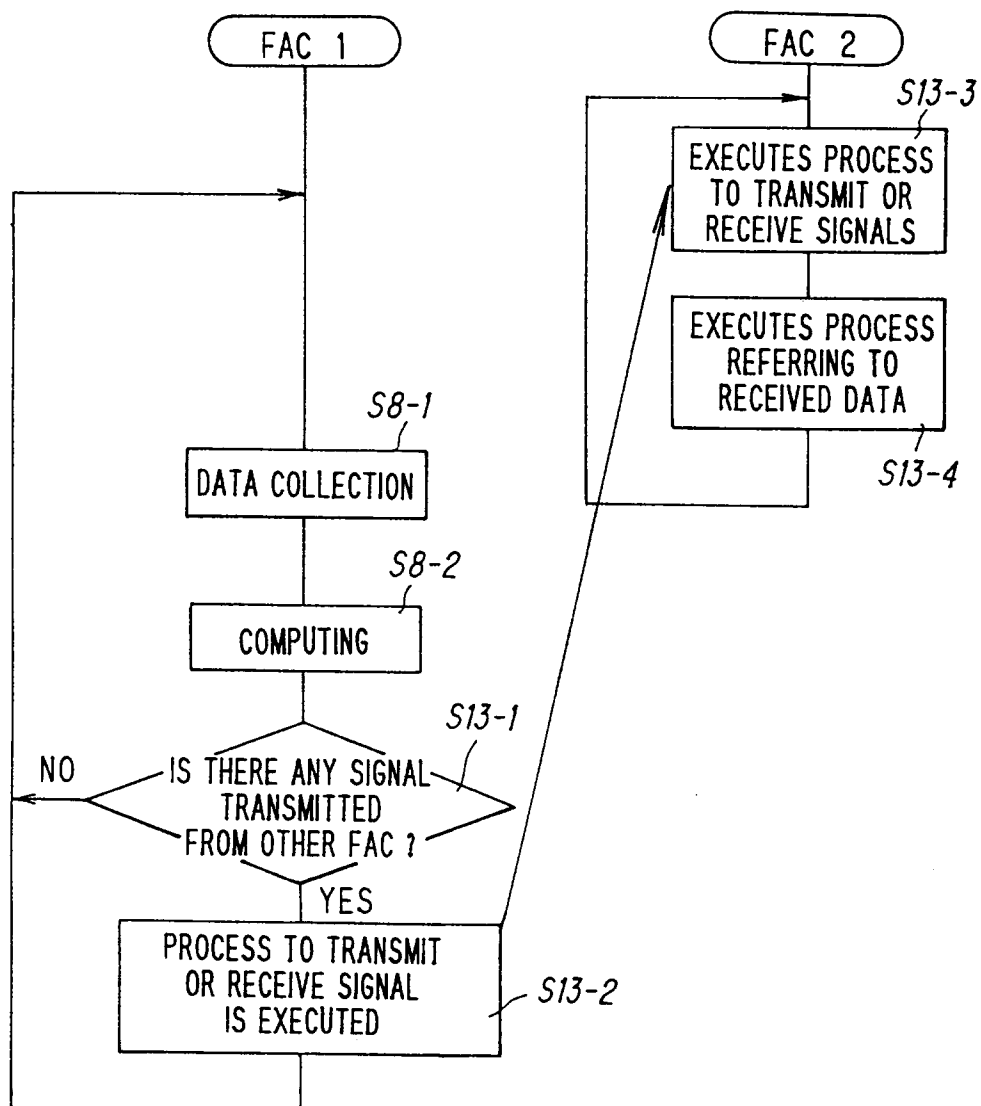 FAC 1
S8-1
DATA COLLECTION
S8-2
COMPUTING
S13-1
IS THERE ANY SIGNAL
TRANSMITTED
FROM OTHER FAC ?
NO
YES
PROCESS TO TRANSMIT
OR RECEIVE SIGNAL
IS EXECUTED
S13-2
FAC 2
S13-3
EXECUTES PROCESS
TO TRANSMIT OR
RECEIVE SIGNALS
EXECUTES PROCESS
REFERRING TO
RECEIVED DATA
S13-4